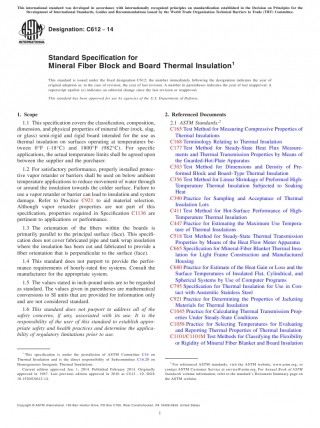 This international standard was developed in accordance with internationally recognized principles on standardization established in the Decision on Principles for the
Development of International Standards, Guides and Recommendations issued by the World Trade Organization Technical Barriers to Trade (TBT) Committee.
Designation: C612 − 14
Standard Specification for
Mineral Fiber Block and Board Thermal Insulation1
This standard is issued under the fixed designation C612; the number immediately following the designation indicates the year of
original adoption or, in the case of revision, the year of last revision. A number in parentheses indicates the year of last reapproval. A
superscript epsilon (ε) indicates an editorial change since the last revision or reapproval.
This standard has been approved for use by agencies of the U.S. Department of Defense.
1. Scope
1.1 This specification covers the classification, composition,
dimensions, and physical properties of mineral fiber (rock, slag,
or glass) semi-rigid and rigid board intended for the use as
thermal insulation on surfaces operating at temperatures be-
tween 0°F (−18°C) and 1800°F (982°C). For specific
applications, the actual temperature limits shall be agreed upon
between the supplier and the purchaser.
1.2 For satisfactory performance, properly installed protec-
tive vapor retarder or barriers shall be used on below ambient
temperature applications to reduce movement of water through
or around the insulation towards the colder surface. Failure to
use a vapor retarder or barrier can lead to insulation and system
damage. Refer to Practice C921 to aid material selection.
Although vapor retarder properties are not part of this
specification, properties required in Specification C1136 are
pertinent to applications or performance.
1.3 The orientation of the fibers within the boards is
primarily parallel to the principal surface (face). This specifi-
cation does not cover fabricated pipe and tank wrap insulation
where the insulation has been cut and fabricated to provide a
fiber orientation that is perpendicular to the surface (face).
1.4 This standard does not purport to provide the perfor-
mance requirements of hourly-rated fire systems. Consult the
manufacturer for the appropriate system.
1.5 The values stated in inch-pound units are to be regarded
as standard. The values given in parentheses are mathematical
conversions to SI units that are provided for information only
and are not considered standard.
1.6 This standard does not purport to address all of the
safety concerns, if any, associated with its use. It is the
responsibility of the user of this standard to establish appro-
priate safety and health practices and determine the applica-
bility of regulatory limitations prior to use.
1 This specification is under the jurisdiction of ASTM Committee C16 on
Thermal Insulation and is the direct responsibility of Subcommittee C16.20 on
Homogeneous Inorganic Thermal Insulations.
Current edition approved Jan. 1, 2014. Published February 2014. Originally
approved in 1967. Last previous edition approved in 2010 as C612 – 10. DOI:
10.1520/C0612-14.
2. Referenced Documents
2.1 ASTM Standards:2
C165 Test Method for Measuring Compressive Properties of
Thermal Insulations
C168 Terminology Relating to Thermal Insulation
C177 Test Method for Steady-State Heat Flux Measure-
ments and Thermal Transmission Properties by Means of
the Guarded-Hot-Plate Apparatus
C303 Test Method for Dimensions and Density of Pre-
formed Block and Board–Type Thermal Insulation
C356 Test Method for Linear Shrinkage of Preformed High-
Temperature Thermal Insulation Subjected to Soaking
Heat
C390 Practice for Sampling and Acceptance of Thermal
Insulation Lots
C411 Test Method for Hot-Surface Performance of High-
Temperature Thermal Insulation
C447 Practice for Estimating the Maximum Use Tempera-
ture of Thermal Insulations
C518 Test Method for Steady-State Thermal Transmission
Properties by Means of the Heat Flow Meter Apparatus
C665 Specification for Mineral-Fiber Blanket Thermal Insu-
lation for Light Frame Construction and Manufactured
Housing
C680 Practice for Estimate of the Heat Gain or Loss and the
Surface Temperatures of Insulated Flat, Cylindrical, and
Spherical Systems by Use of Computer Programs
C795 Specification for Thermal Insulation for Use in Con-
tact with Austenitic Stainless Steel
C921 Practice for Determining the Properties of Jacketing
Materials for Thermal Insulation
C1045 Practice for Calculating Thermal Transmission Prop-
erties Under Steady-State Conditions
C1058 Practice for Selecting Temperatures for Evaluating
and Reporting Thermal Properties of Thermal Insulation
C1101/C1101M Test Methods for Classifying the Flexibility
or Rigidity of Mineral Fiber Blanket and Board Insulation
2 For referenced ASTM standards, visit the ASTM website, www.astm.org, or
contact ASTM Customer Service at service@astm.org. For Annual Book of ASTM
Standards volume information, refer to the standard's Document Summary page on
the ASTM website.
Copyright © ASTM International, 100 Barr Harbor Drive, PO Box C700, West Conshohocken, PA 19428-2959. United States
1